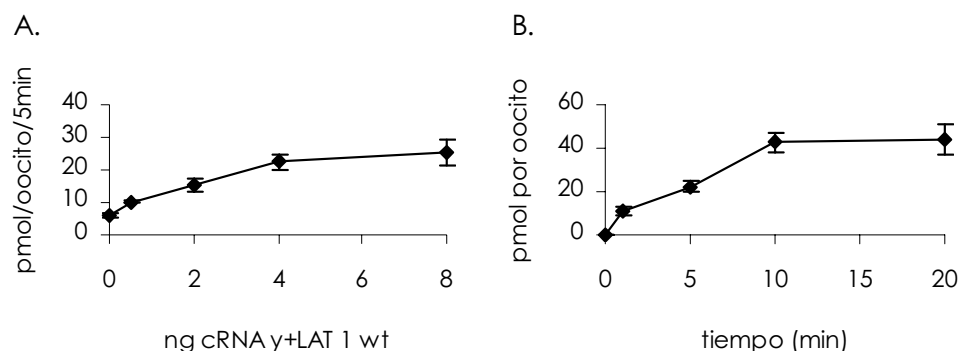 A.
pmol/oocito/5min
40
30
20
10
0
0 2 4 6 8
ng cRNA y+LAT 1 wt
B.
pmol por oocito
60
40
20
0
0 5 10 15 20
tiempo (min)